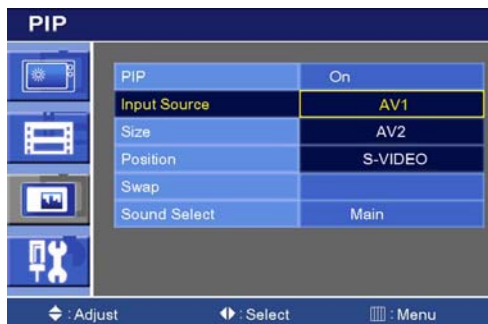 PIP
PIP On
Input Source AV1
Size AV2
Position S-VIDEO
Swap
Sound Select Main
: Adjust : Select : Menu